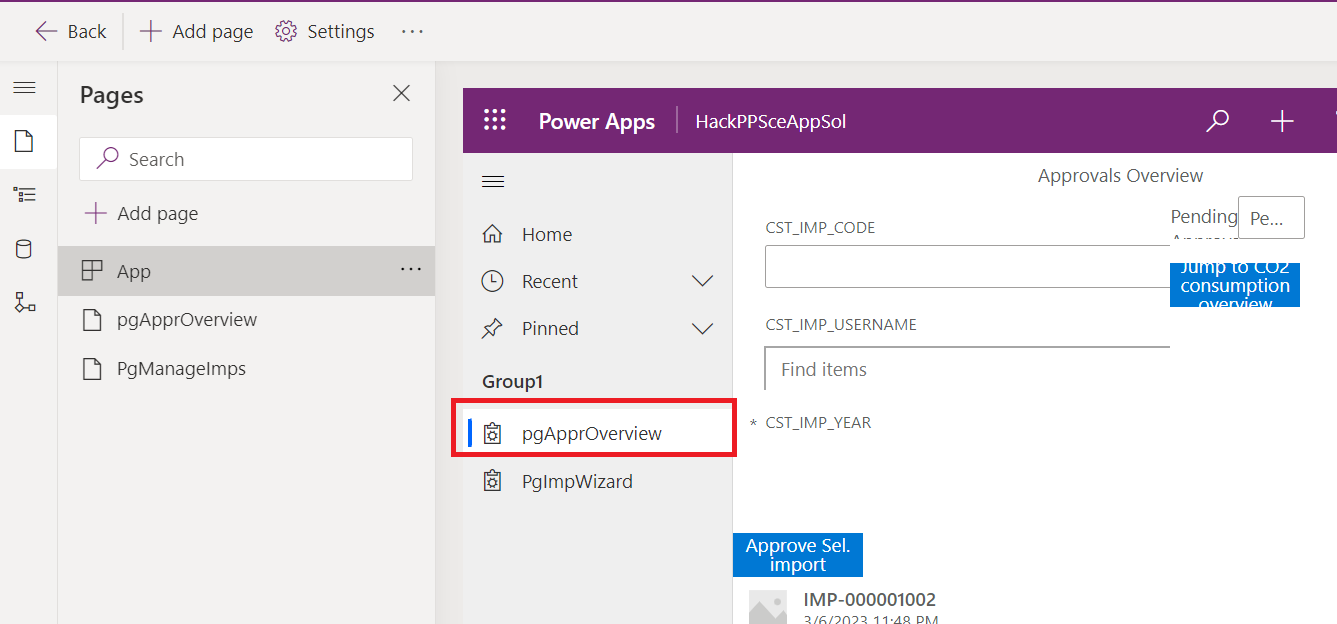 Back
Add page
Settings
Pages
Search
Add page
App
pgApprOverview
PgManageImps
Power Apps
HackPPSceAppSol
Home
Recent
Pinned
Group1
pgApprOverview
PgImpWizard
Approvals Overview
CST_IMP_CODE
Pending
Pe...
Jump to CO2
consumption
overview
CST_IMP_USERNAME
Find items
* CST_IMP_YEAR
Approve Sel.
import
IMP-000001002
3/6/2023 11:48 PM